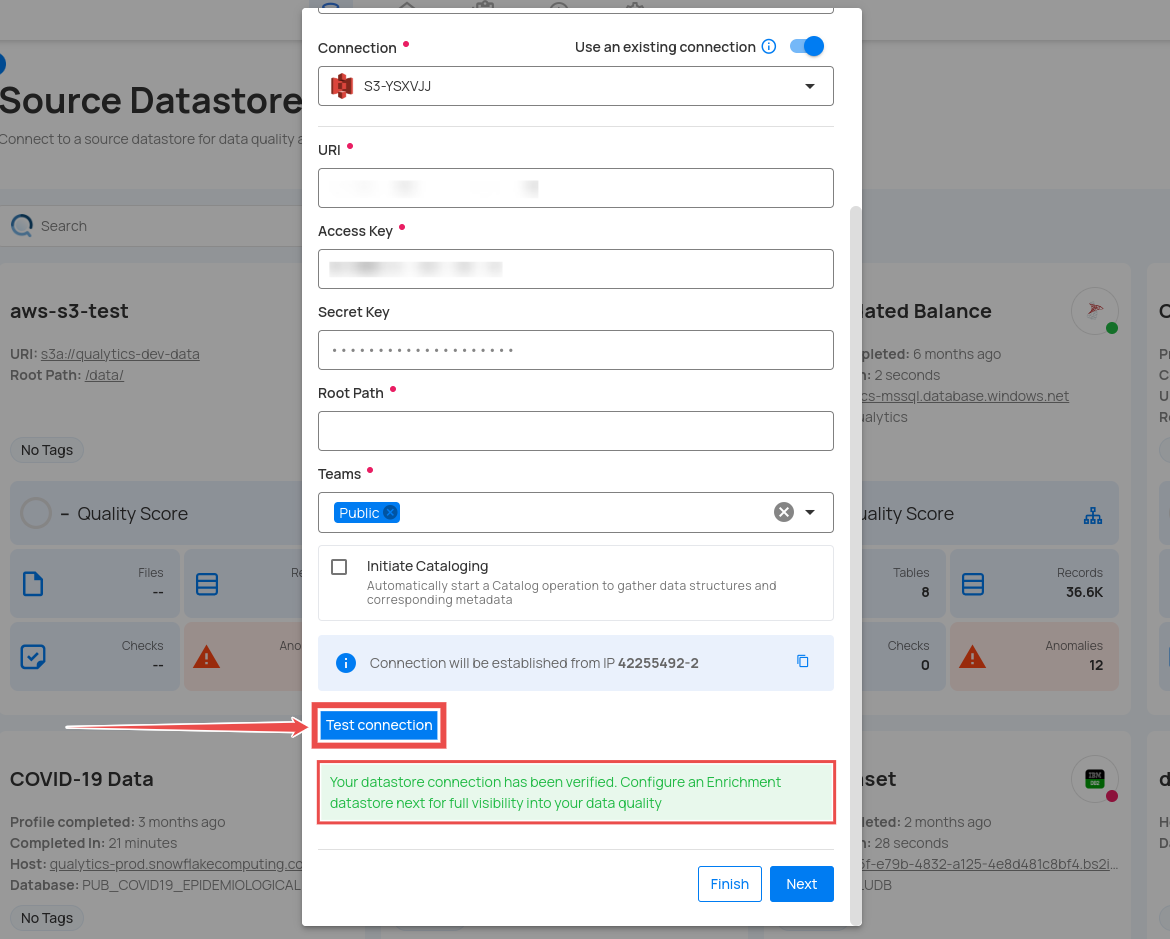 Source Datastore
Connect to a source datastore for data quality
Search
aws-s3-test
URI: s3a://qualytics-dev-data
Root Path: /data/
No Tags
– Quality Score
Files
--
Checks
--
COVID-19 Data
Profile completed: 3 months ago
Completed In: 21 minutes
Host: qualytics-prod.snowflakecomputing.co
Database: PUB_COVID19_EPIDEMIOLOGICAL
No Tags
Connection
Use an existing connection
S3-YSXVJJ
URI
Access Key
Secret Key
Root Path
Teams
Public
Initiate Cataloging
Automatically start a Catalog operation to gather data structures and
corresponding metadata
Connection will be established from IP 42255492-2
Test connection
Your datastore connection has been verified. Configure an Enrichment
datastore next for full visibility into your data quality
Finish
Next
lated Balance
pleted: 6 months ago
n: 2 seconds
cs-mssql.database.windows.net
ualytics
uality Score
Tables
8
Records
36.6K
Checks
0
Anomalies
12
set
leted: 2 months ago
n: 28 seconds
5f-e79b-4832-a125-4e8d481c8bf4.bs2i...
LUDB